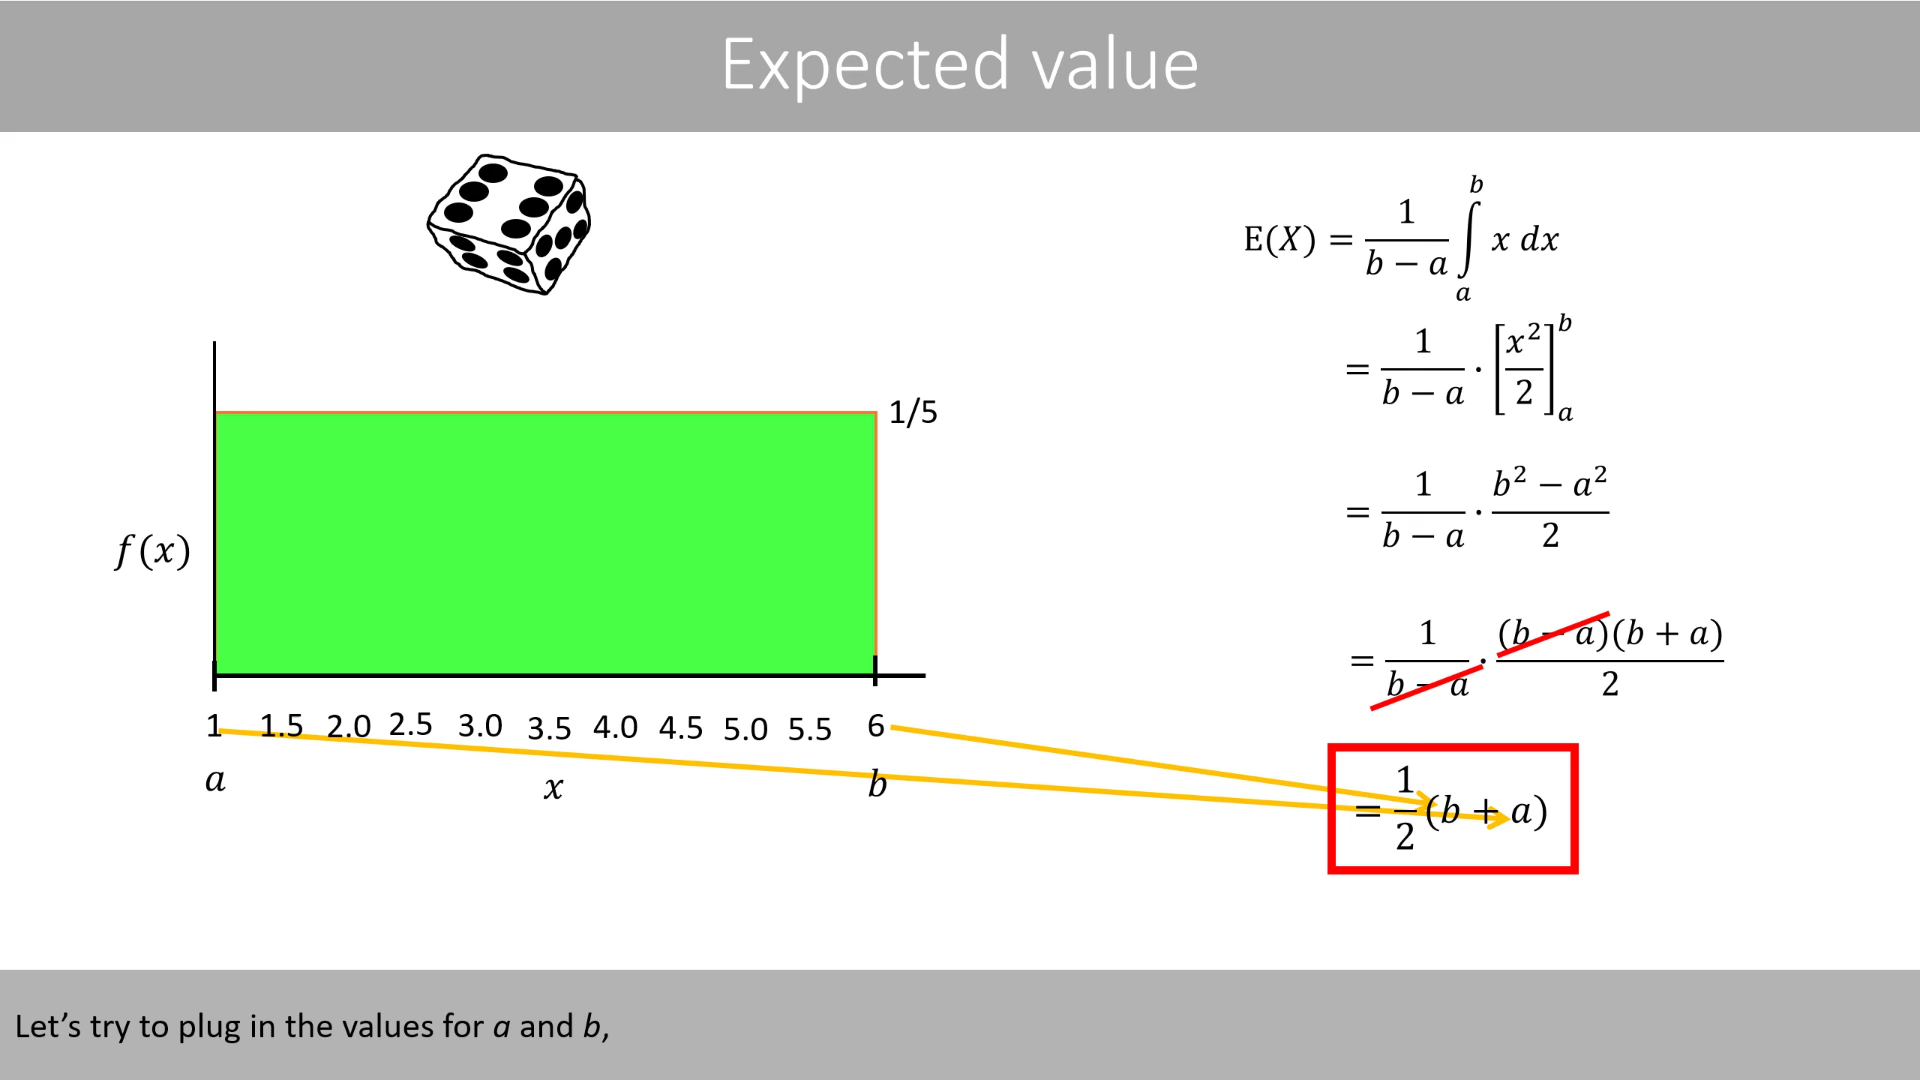 Expected value
E(X) = 1/(b − a) ∫_a^b x dx
= 1/(b − a) · [x²/2]_a^b
= 1/(b − a) · (b² − a²)/2
= 1/(b − a) · (b − a)(b + a)/2
= 1/2 (b + a)
1/5
f(x)
1 1.5 2.0 2.5 3.0 3.5 4.0 4.5 5.0 5.5 6
a x b
Let’s try to plug in the values for a and b,